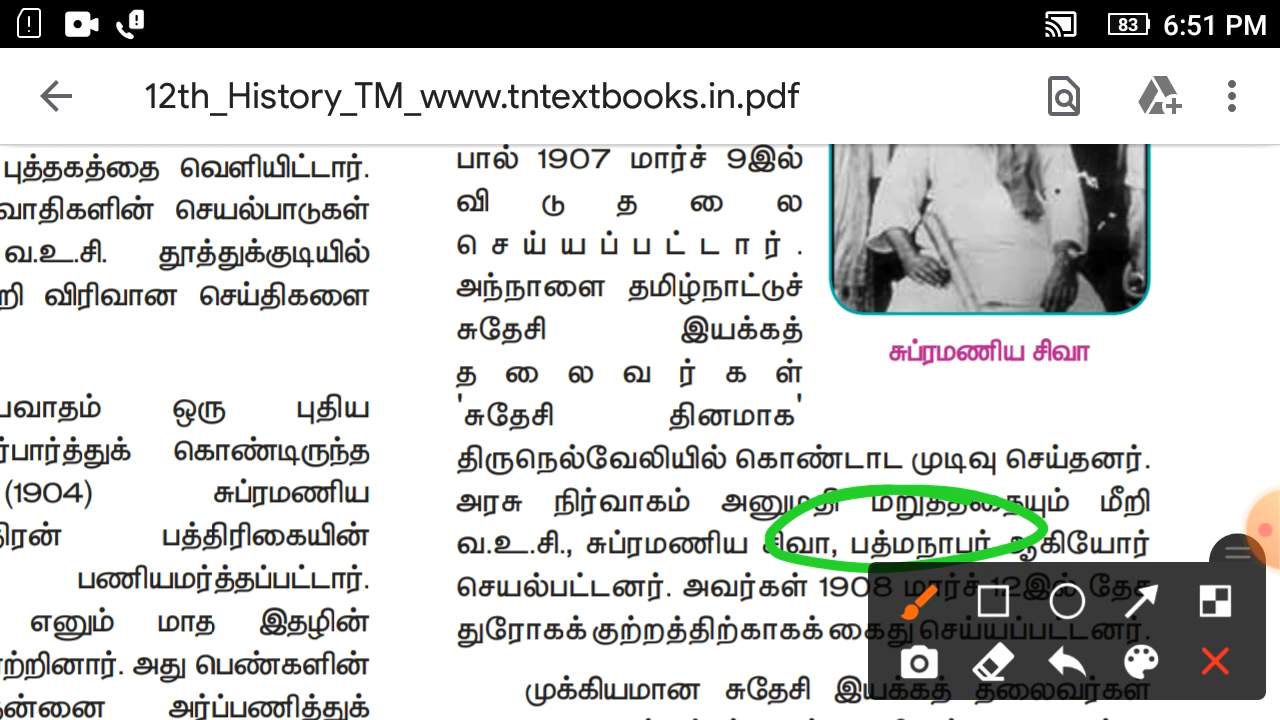 83 6:51 PM
12th_History_TM_www.tntextbooks.in.pdf
புத்தகத்தை வெளியிட்டார்.
வாதிகளின் செயல்பாடுகள்
வ.உ.சி. தூத்துக்குடியில்
றி விரிவான செய்திகளை
பவாதம் ஒரு புதிய
ர்பார்த்துக் கொண்டிருந்த
(1904) சுப்ரமணிய
திரன் பத்திரிகையின்
பணியமர்த்தப்பட்டார்.
எனும் மாத இதழின்
ற்றினார். அது பெண்களின்
தன்னை அர்ப்பணித்துக்
பால் 1907 மார்ச் 9இல்
விடுதலை
செய்யப்பட்டார்.
அந்நாளை தமிழ்நாட்டுச்
சுதேசி இயக்கத்
தலைவர்கள்
'சுதேசி தினமாக'
திருநெல்வேலியில் கொண்டாட முடிவு செய்தனர்.
அரசு நிர்வாகம் அனுமதி மறுத்ததையும் மீறி
வ.உ.சி., சுப்ரமணிய சிவா, பத்மநாபர் ஆகியோர்
செயல்பட்டனர். அவர்கள் 1908 மார்ச் 12இல் தேச
துரோகக் குற்றத்திற்காகக் கைது செய்யப்பட்டனர்.
முக்கியமான சுதேசி இயக்கத் தலைவர்கள்
சுப்ரமணிய சிவா